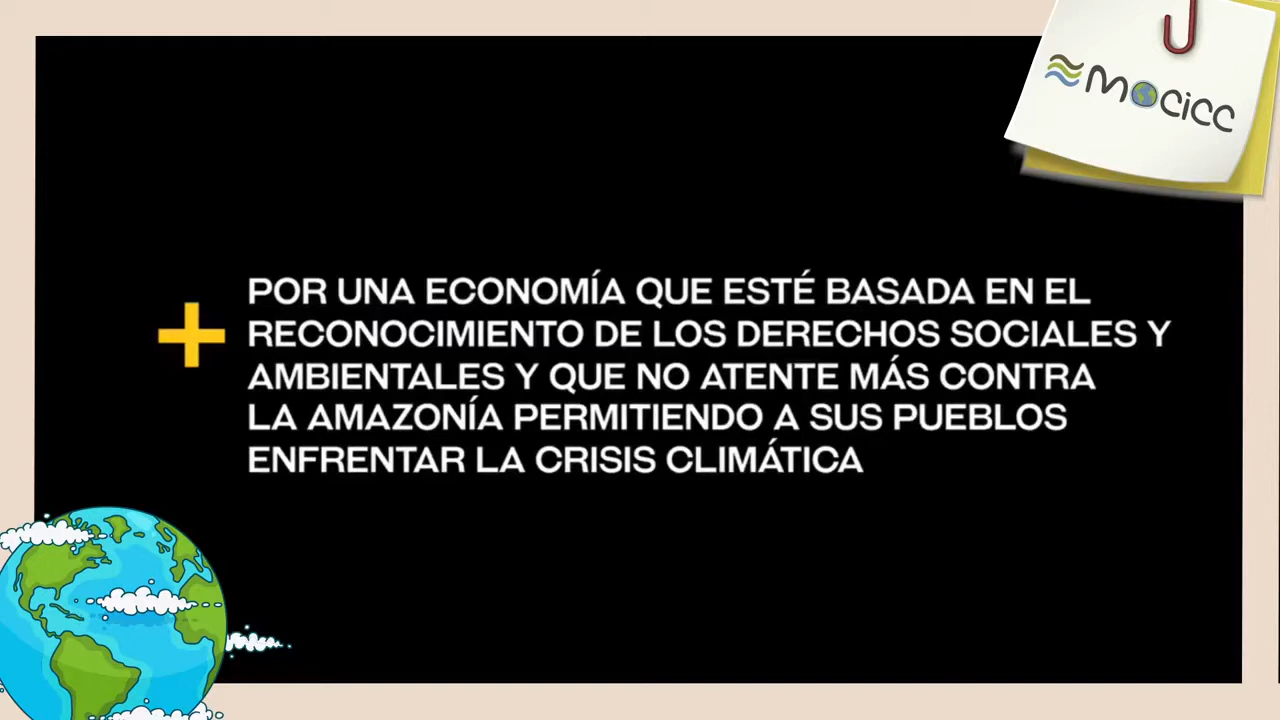 MOCICC
POR UNA ECONOMÍA QUE ESTÉ BASADA EN EL
RECONOCIMIENTO DE LOS DERECHOS SOCIALES Y
AMBIENTALES Y QUE NO ATENTE MÁS CONTRA
LA AMAZONÍA PERMITIENDO A SUS PUEBLOS
ENFRENTAR LA CRISIS CLIMÁTICA